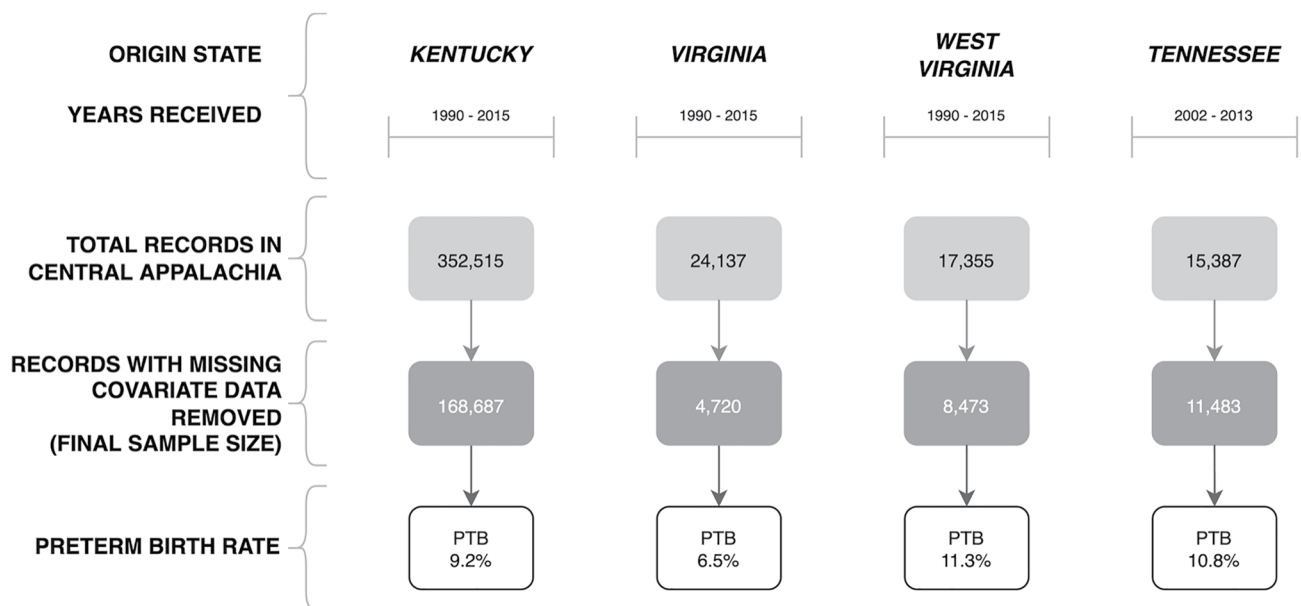 ORIGIN STATE
KENTUCKY
VIRGINIA
WEST
VIRGINIA
TENNESSEE
YEARS RECEIVED
1990 - 2015
1990 - 2015
1990 - 2015
2002 - 2013
TOTAL RECORDS IN
CENTRAL APPALACHIA
352,515
24,137
17,355
15,387
RECORDS WITH MISSING
COVARIATE DATA
REMOVED
(FINAL SAMPLE SIZE)
168,687
4,720
8,473
11,483
PRETERM BIRTH RATE
PTB
9.2%
PTB
6.5%
PTB
11.3%
PTB
10.8%